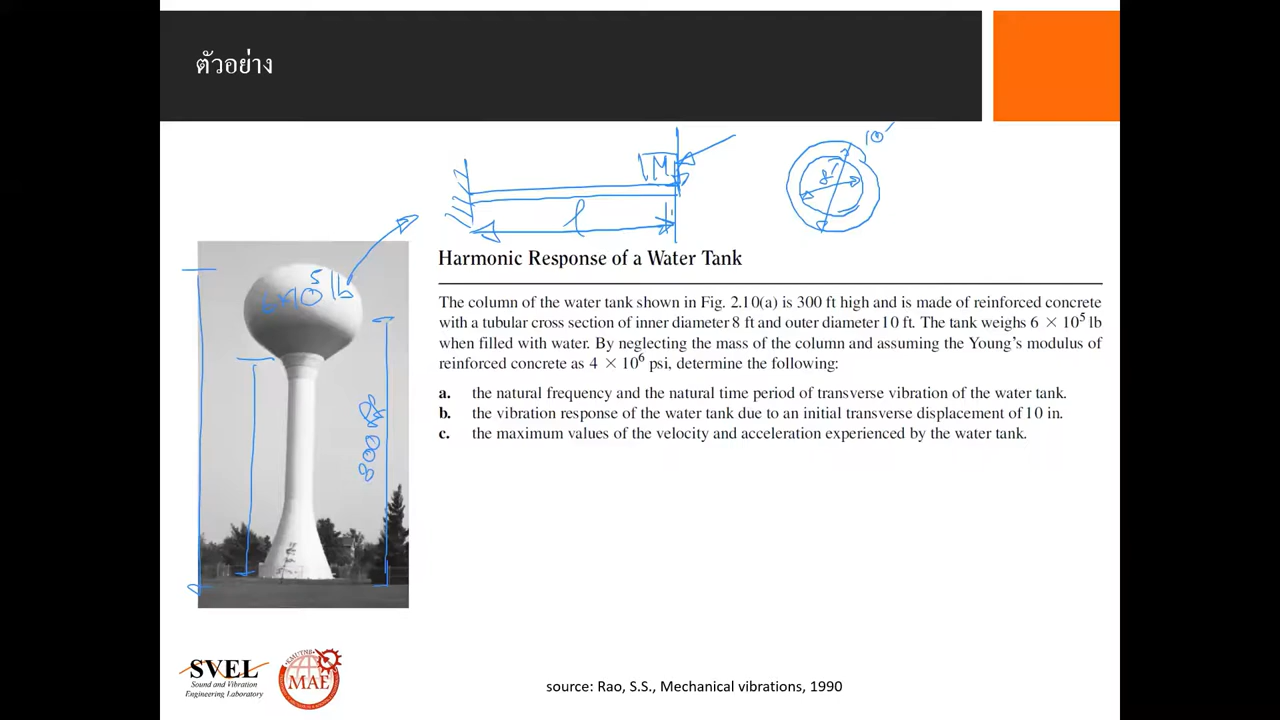 ตัวอย่าง
10'
M
8'
l
Harmonic Response of a Water Tank
6×10⁵ lb
The column of the water tank shown in Fig. 2.10(a) is 300 ft high and is made of reinforced concrete
with a tubular cross section of inner diameter 8 ft and outer diameter 10 ft. The tank weighs 6 × 10⁵ lb
when filled with water. By neglecting the mass of the column and assuming the Young's modulus of
reinforced concrete as 4 × 10⁶ psi, determine the following:
a. the natural frequency and the natural time period of transverse vibration of the water tank.
b. the vibration response of the water tank due to an initial transverse displacement of 10 in.
c. the maximum values of the velocity and acceleration experienced by the water tank.
300 ft
SVEL
Sound and Vibration
Engineering Laboratory
KMUTNB
MAE
source: Rao, S.S., Mechanical vibrations, 1990